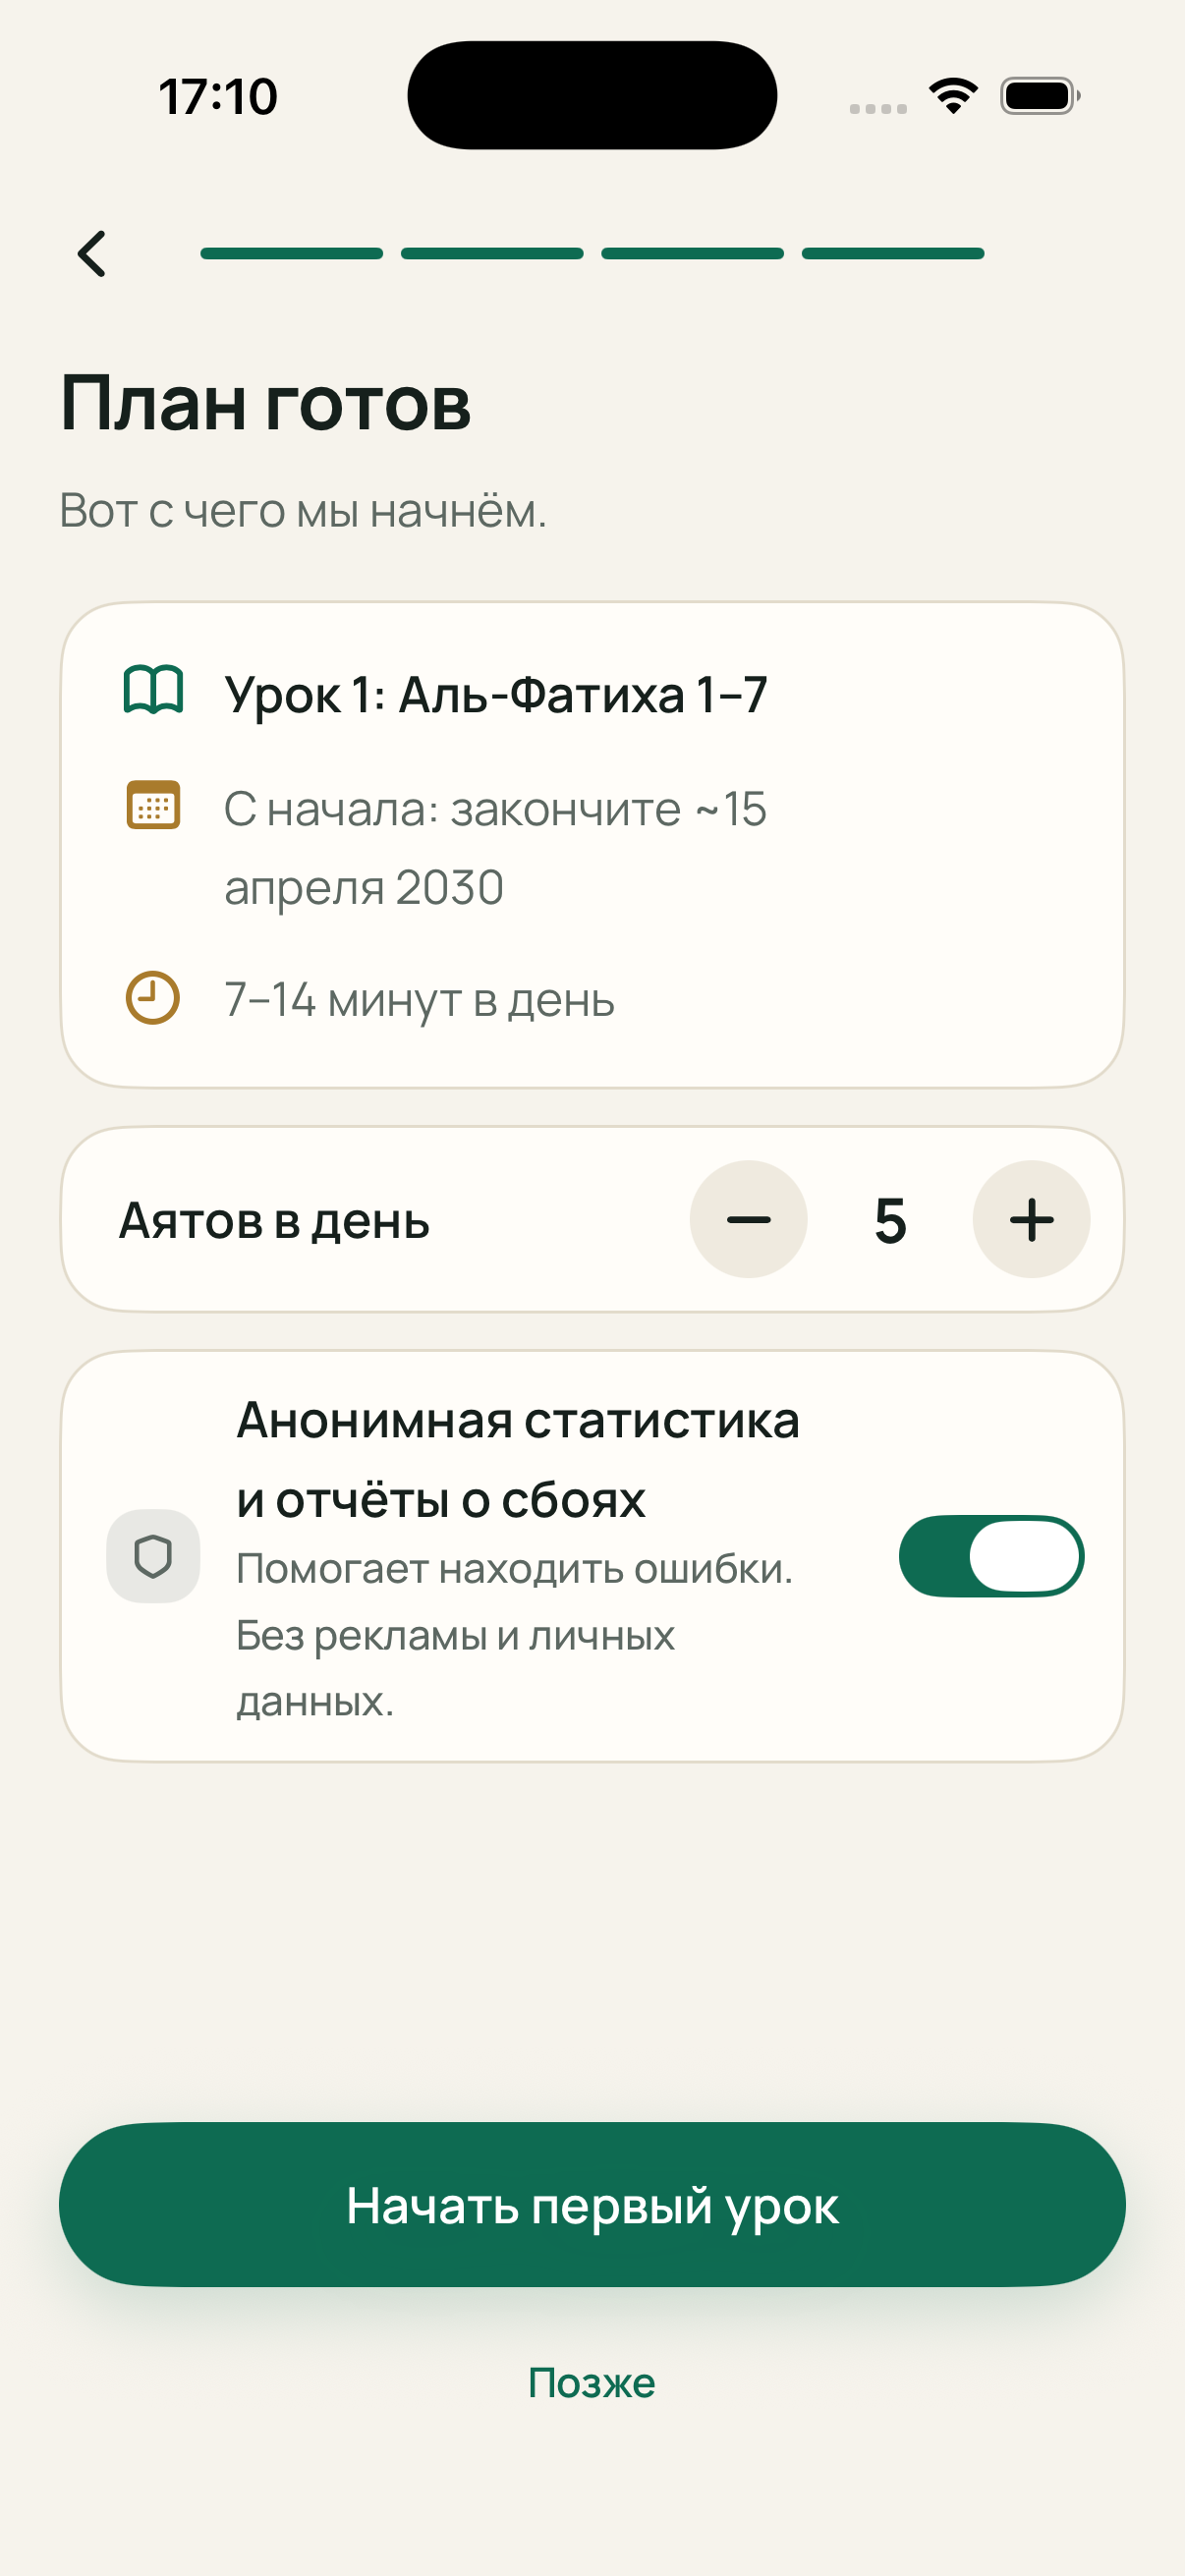 17:10
План готов
Вот с чего мы начнём.
Урок 1: Аль-Фатиха 1–7
С начала: закончите ~15
апреля 2030
7–14 минут в день
Аятов в день
5
Анонимная статистика
и отчёты о сбоях
Помогает находить ошибки.
Без рекламы и личных
данных.
Начать первый урок
Позже